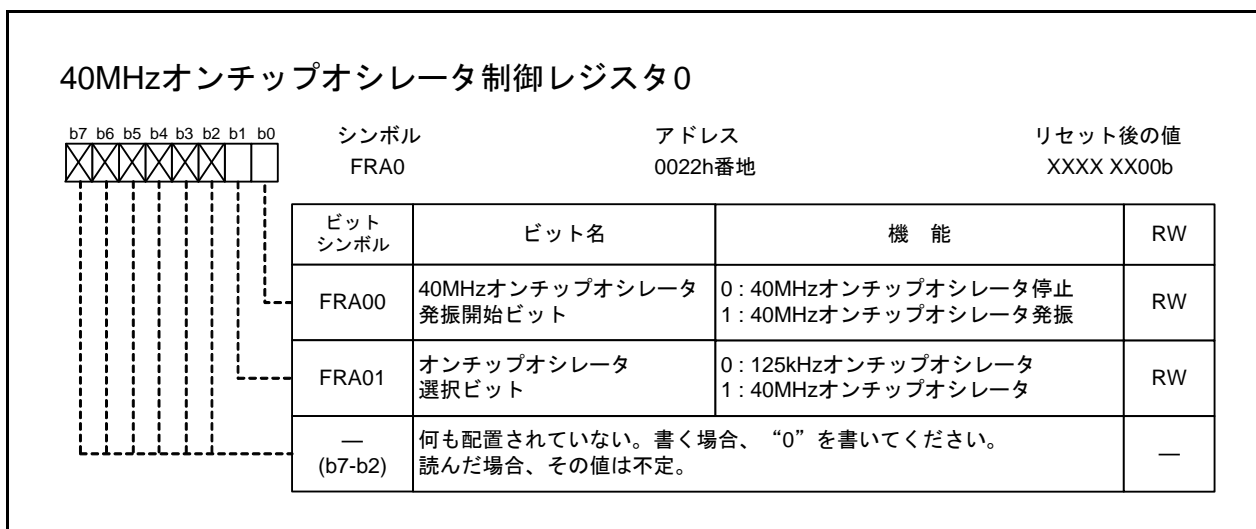 40MHzオンチップオシレータ制御レジスタ0
b7 b6 b5 b4 b3 b2 b1 b0
シンボル アドレス リセット後の値
FRA0 0022h番地 XXXX XX00b
ビット
シンボル
ビット名
機 能
RW
FRA00
40MHzオンチップオシレータ
発振開始ビット
0 : 40MHzオンチップオシレータ停止
1 : 40MHzオンチップオシレータ発振
RW
FRA01
オンチップオシレータ
選択ビット
0 : 125kHzオンチップオシレータ
1 : 40MHzオンチップオシレータ
RW
—
(b7-b2)
何も配置されていない。書く場合、“0”を書いてください。
読んだ場合、その値は不定。
—